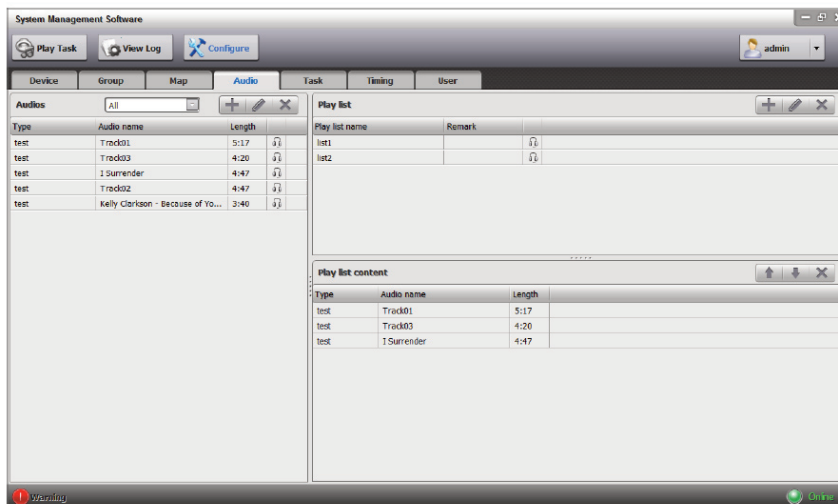 System Management Software
Play Task View Log Configure admin
Device Group Map Audio Task Timing User
Audios All
Type Audio name Length
test Track01 5:17
test Track03 4:20
test I Surrender 4:47
test Track02 4:47
test Kelly Clarkson - Because of Yo... 3:40
Play list
Play list name Remark
list1
list2
Play list content
Type Audio name Length
test Track01 5:17
test Track03 4:20
test I Surrender 4:47
Warning Online